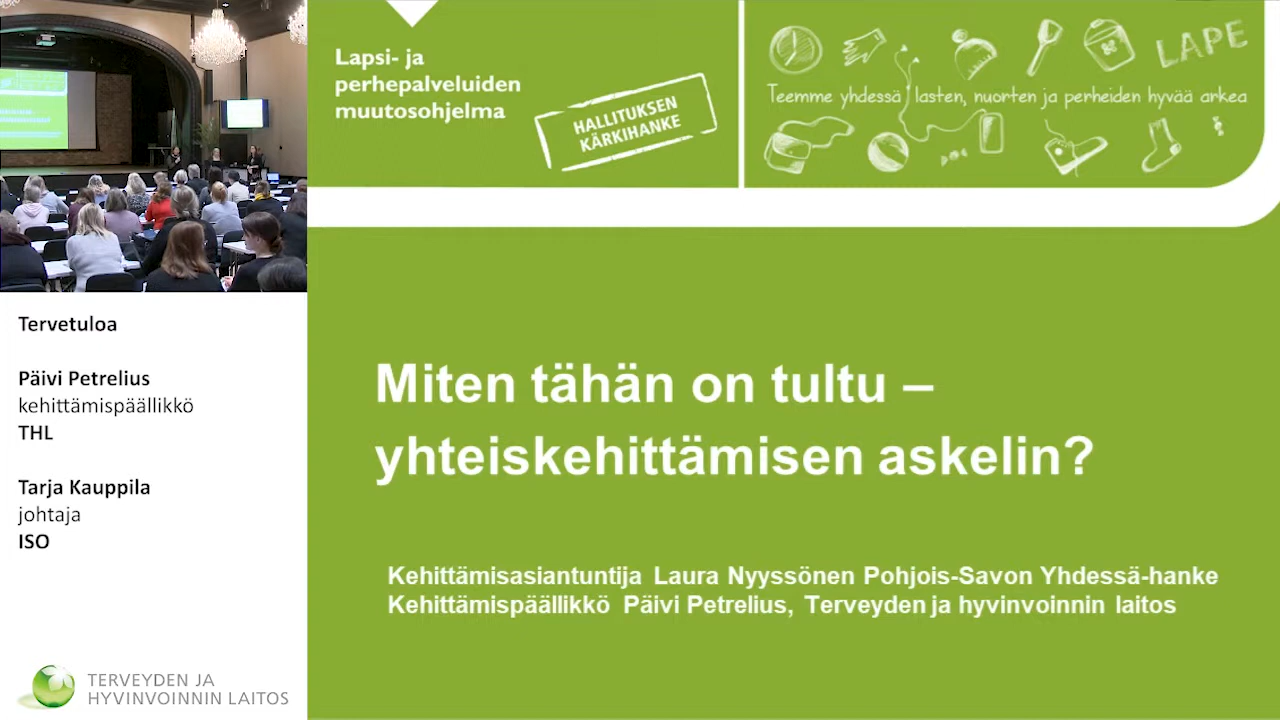 Lapsi- ja
perhepalveluiden
muutosohjelma
HALLITUKSEN
KÄRKIHANKE
LAPE
Teemme yhdessä lasten, nuorten ja perheiden hyvää arkea
Tervetuloa
Päivi Petrelius
kehittämispäällikkö
THL
Tarja Kauppila
johtaja
ISO
TERVEYDEN JA
HYVINVOINNIN LAITOS
Miten tähän on tultu –
yhteiskehittämisen askelin?
Kehittämisasiantuntija Laura Nyyssönen Pohjois-Savon Yhdessä-hanke
Kehittämispäällikkö Päivi Petrelius, Terveyden ja hyvinvoinnin laitos